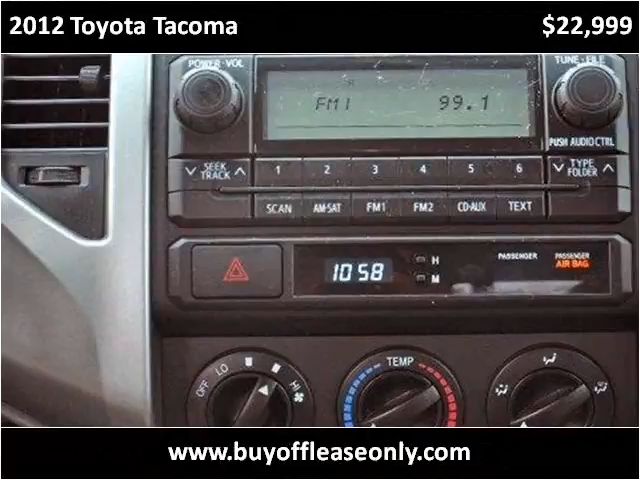 2012 Toyota Tacoma $22,999
POWER·VOL TUNE·FILE
FM1 99.1
PUSH AUDIO CTRL
SEEK TRACK 1 2 3 4 5 6 TYPE FOLDER
SCAN AM·SAT FM1 FM2 CD·AUX TEXT
10 58 H PASSENGER PASSENGER
M AIR BAG
OFF LO HI TEMP
www.buyoffleaseonly.com